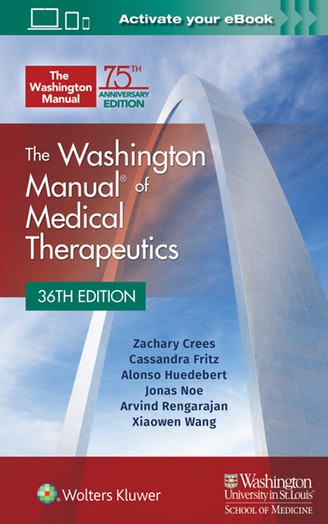 Activate your eBook
The
Washington
Manual
75TH
ANNIVERSARY
EDITION
The Washington
Manual® of
Medical
Therapeutics
36TH EDITION
Zachary Crees
Cassandra Fritz
Alonso Huedebert
Jonas Noe
Arvind Rengarajan
Xiaowen Wang
Wolters Kluwer
Washington
University in St. Louis
SCHOOL OF MEDICINE